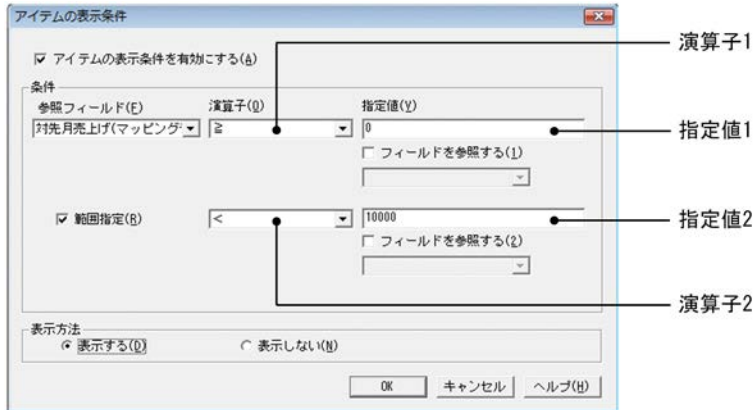 アイテムの表示条件
アイテムの表示条件を有効にする(A)
条件
参照フィールド(F) 演算子(O) 指定値(V)
対先月売上げ(マッピング ≧ 0
フィールドを参照する(1)
範囲指定(R) < 10000
フィールドを参照する(2)
表示方法
表示する(D) 表示しない(N)
OK キャンセル ヘルプ(H)
演算子1
指定値1
指定値2
演算子2